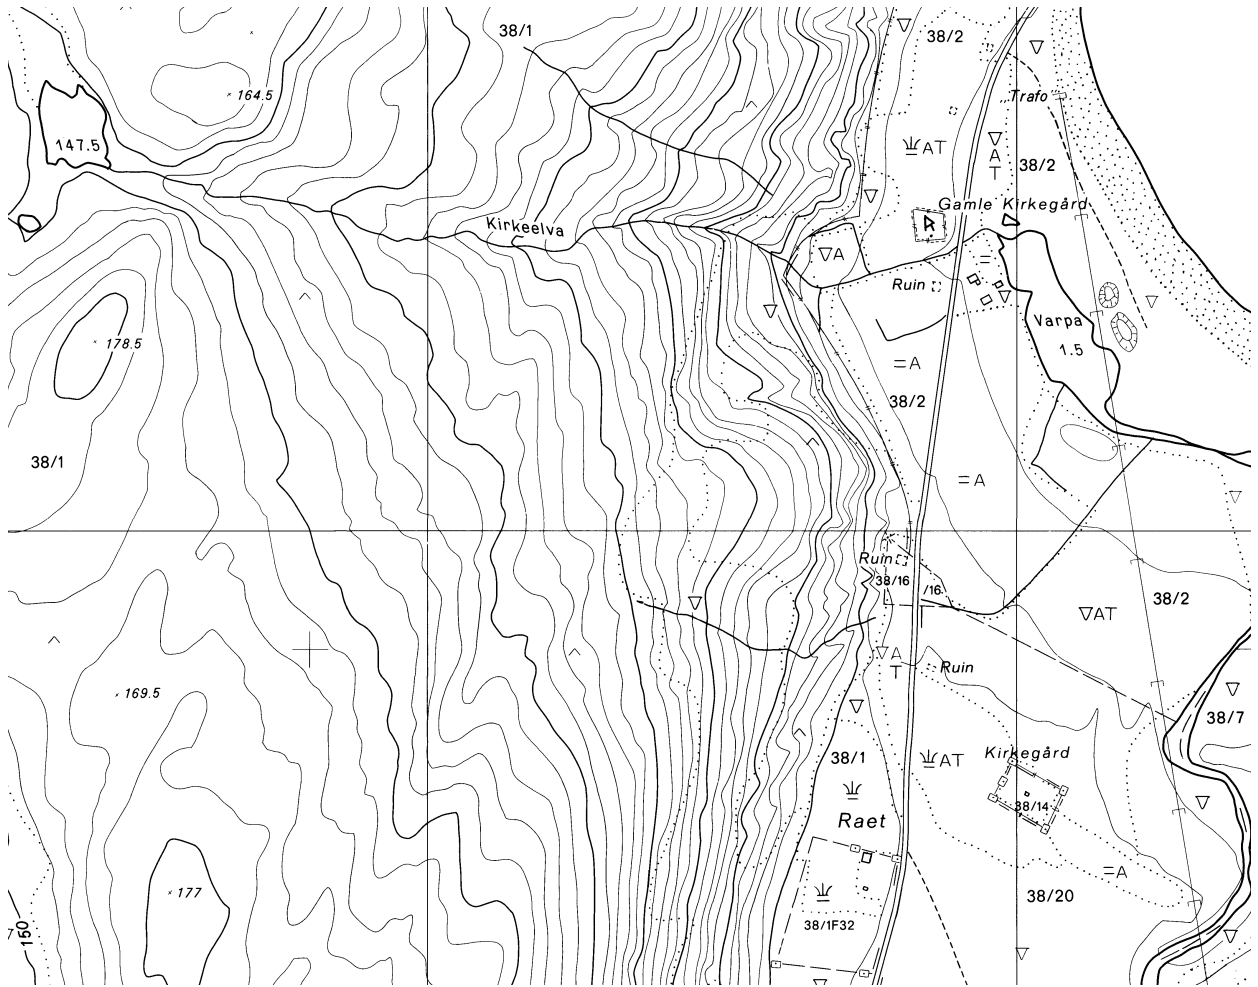 38/1
38/2
164.5
Trafo
147.5
AT
A
T
38/2
Gamle Kirkegård
R
Kirkeelva
A
Ruin
178.5
Varpa
1.5
A
38/2
38/1
A
Ruin
38/16
/16
38/2
AT
A
T
Ruin
169.5
38/7
38/1
AT
Kirkegård
38/14
Raet
A
177
38/20
38/1F32
150